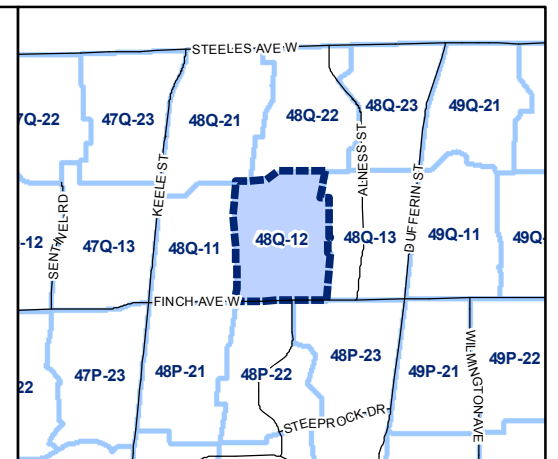 STEELES AVE W
7Q-22
47Q-23
48Q-21
48Q-22
48Q-23
49Q-21
KEELE ST
ALNESS ST
DUFFERIN ST
SENTINEL RD
-12
47Q-13
48Q-11
48Q-12
48Q-13
49Q-11
49Q-
FINCH AVE W
22
47P-23
48P-21
48P-22
48P-23
49P-21
49P-22
WILMINGTON AVE
STEEPROCK DR